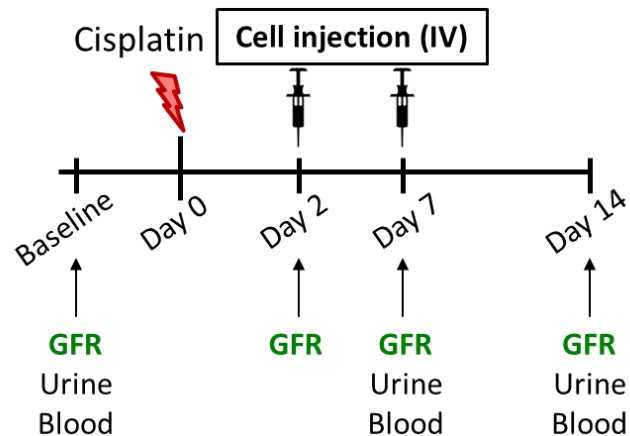 Cisplatin
Cell injection (IV)
Baseline
Day 0
Day 2
Day 7
Day 14
GFR
Urine
Blood
GFR
GFR
Urine
Blood
GFR
Urine
Blood